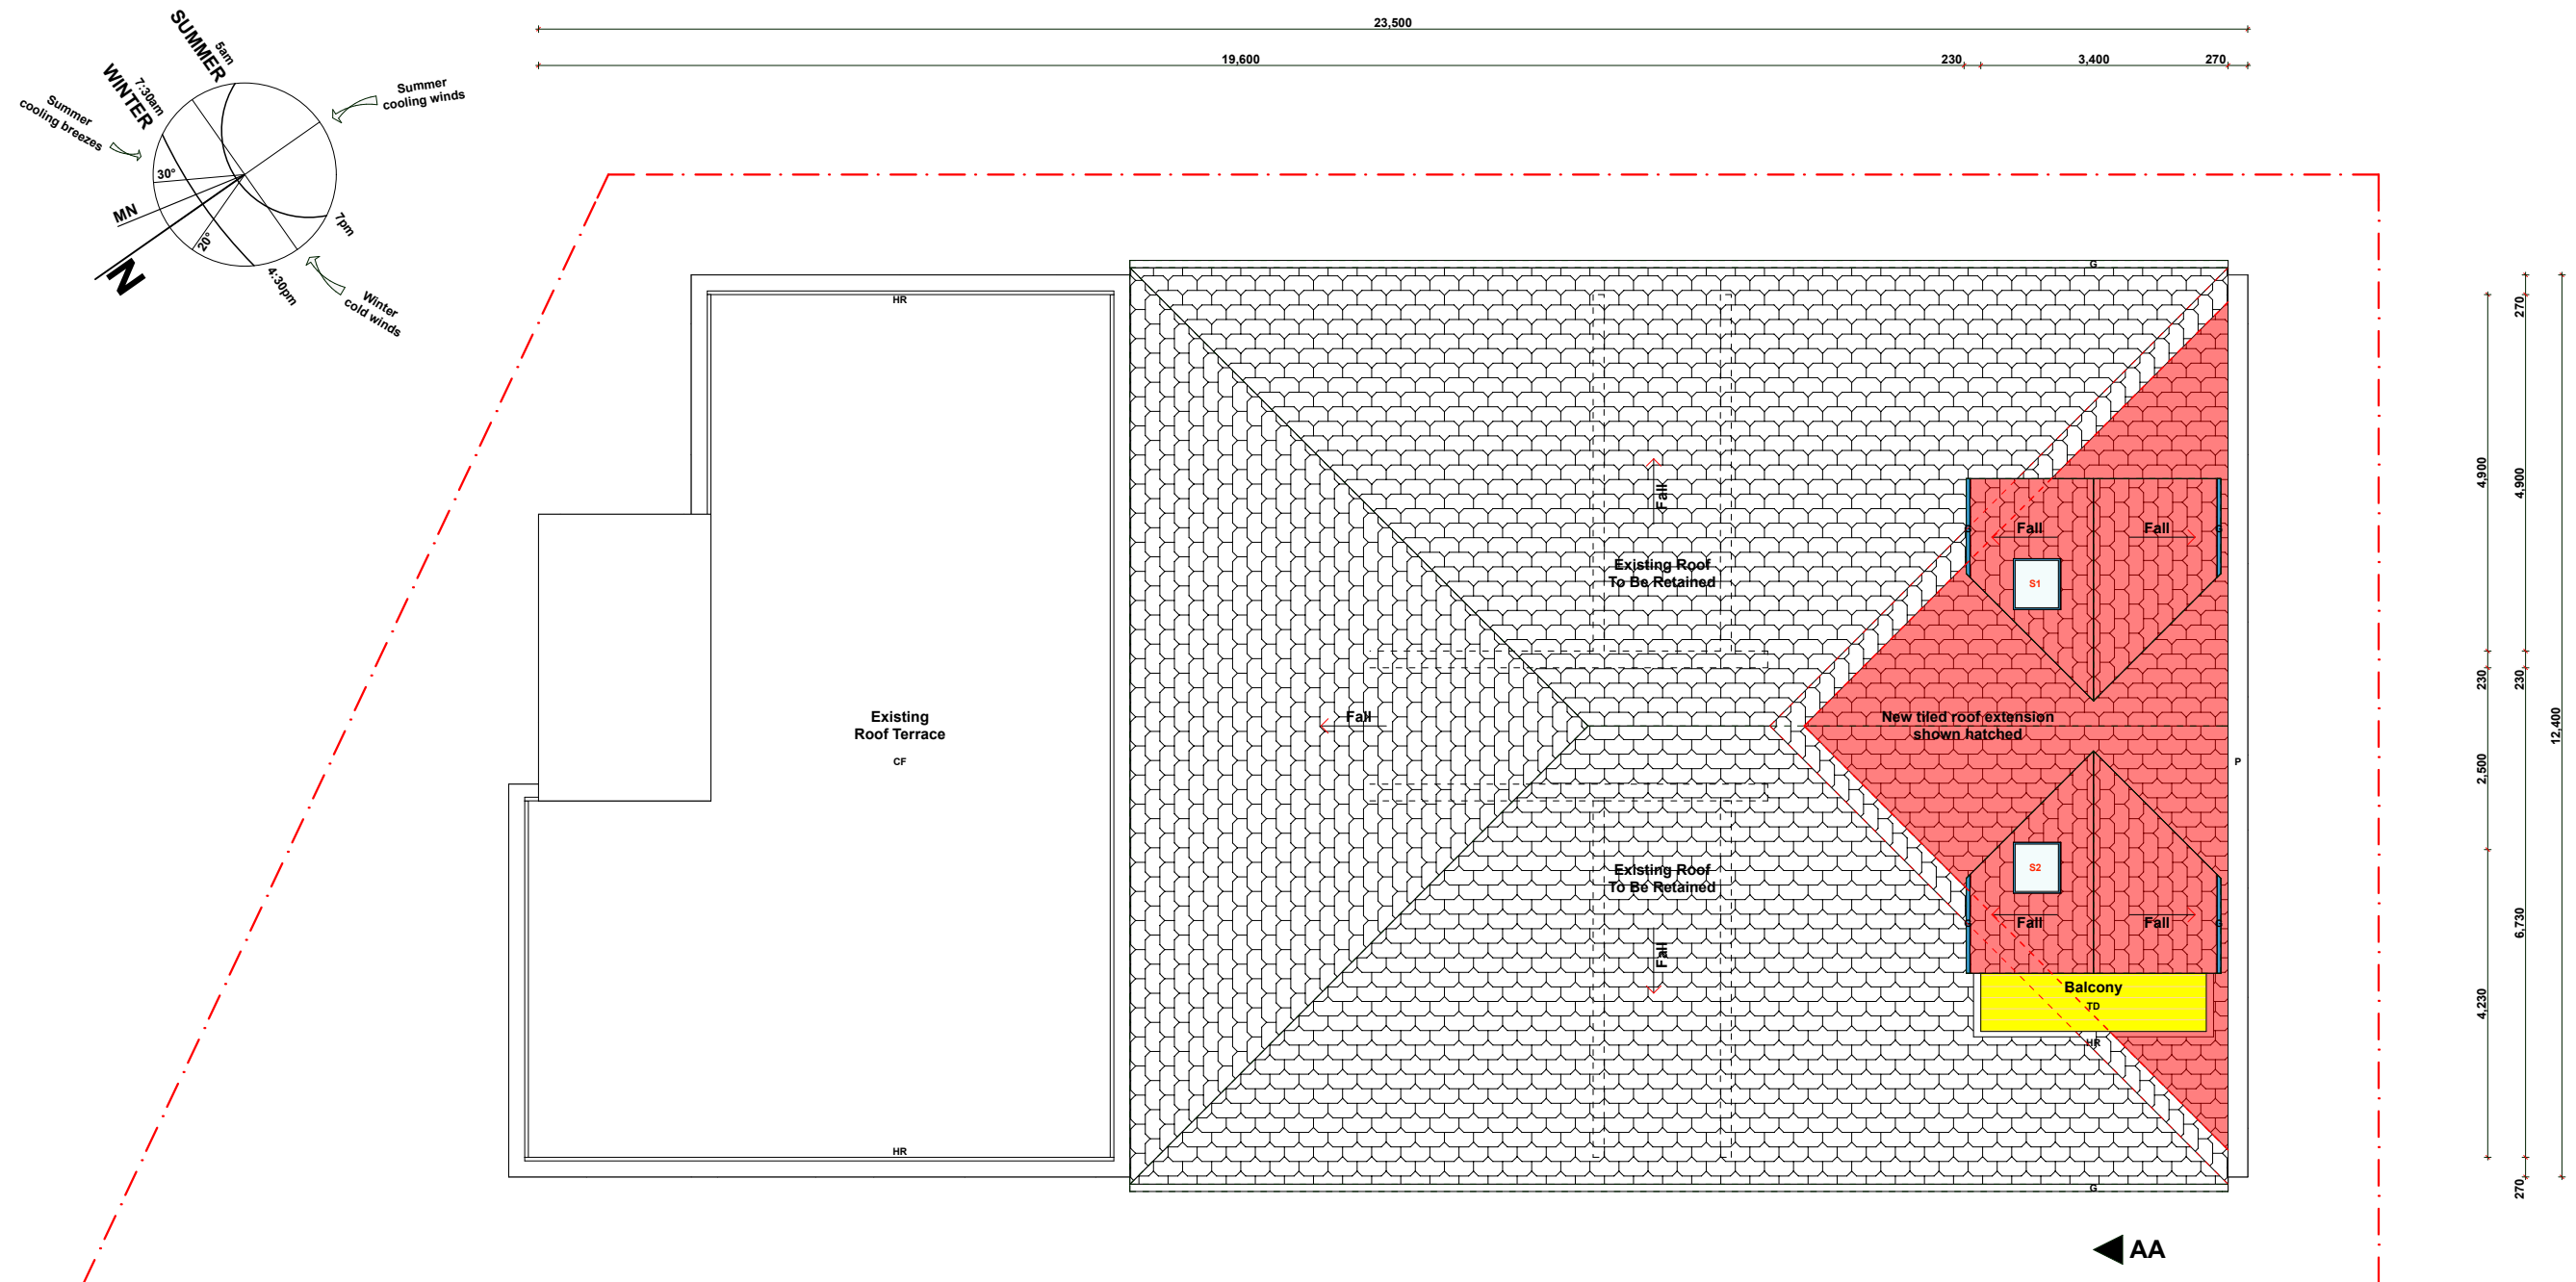 23,500
19,600
230
3,400
270
SUMMER
5am
WINTER
7:30am
Summer
cooling winds
Summer
cooling breezes
30°
MN
20°
N
7pm
4:30pm
Winter
cold winds
G
HR
270
4,900
4,900
Fall
Fall
Fall
G
G
Existing Roof
To Be Retained
S1
230
230
Existing
Roof Terrace
CF
Fall
New tiled roof extension
shown hatched
P
12,400
2,500
Existing Roof
To Be Retained
S2
Fall
Fall
Fall
G
G
6,730
Balcony
TD
HR
4,230
HR
G
270
AA